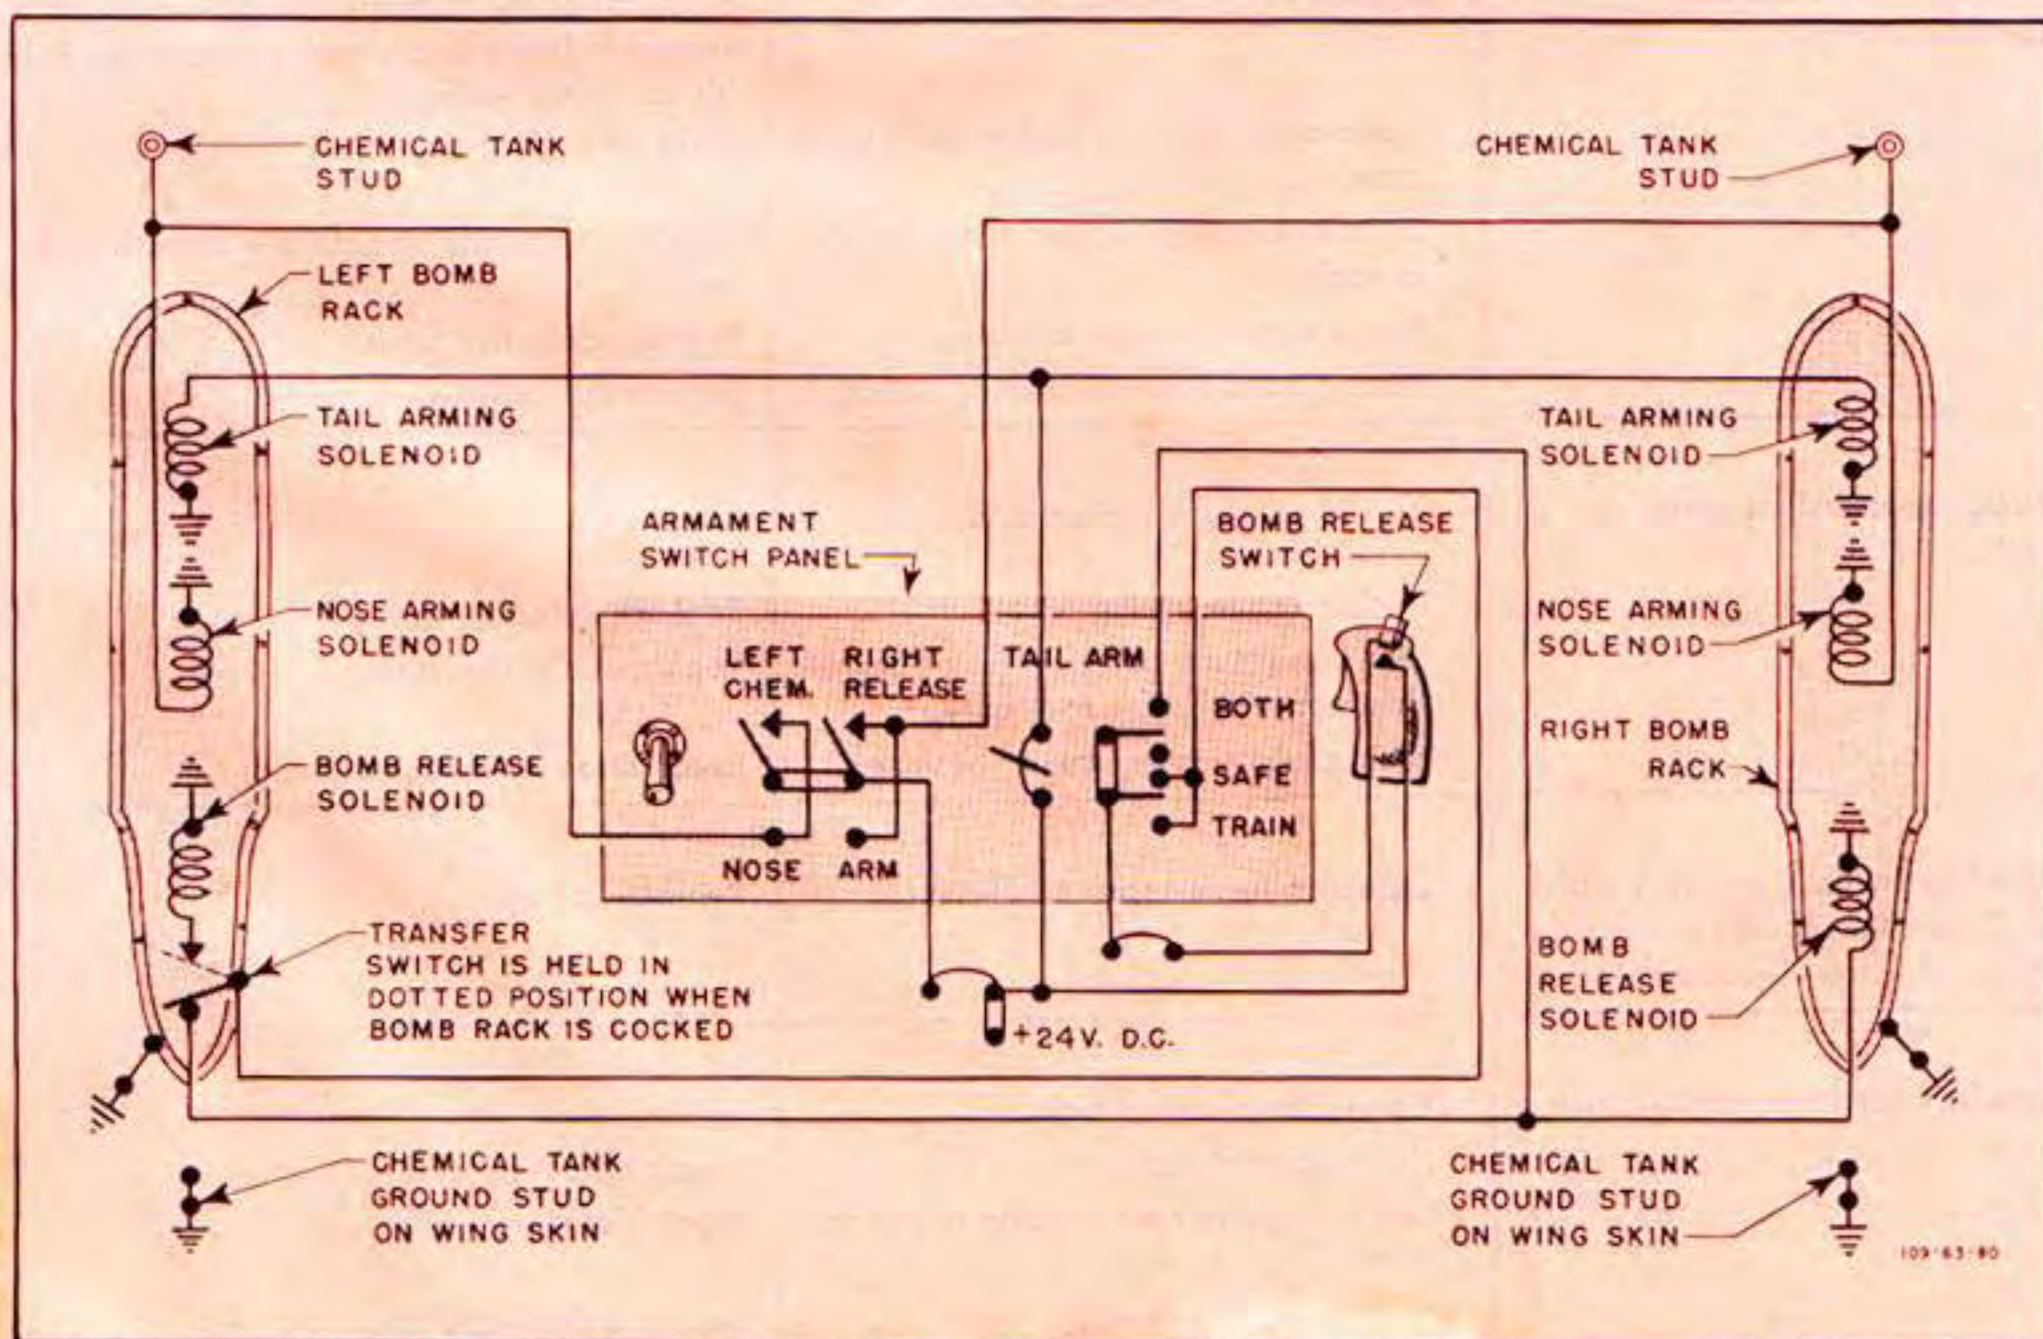 CHEMICAL TANK
STUD
CHEMICAL TANK
STUD
LEFT BOMB
RACK
TAIL ARMING
SOLENOID
TAIL ARMING
SOLENOID
ARMAMENT
SWITCH PANEL
BOMB RELEASE
SWITCH
NOSE ARMING
SOLENOID
NOSE ARMING
SOLENOID
LEFT
CHEM.
RIGHT
RELEASE
TAIL ARM
BOTH
SAFE
TRAIN
NOSE
ARM
BOMB RELEASE
SOLENOID
RIGHT BOMB
RACK
TRANSFER
SWITCH IS HELD IN
DOTTED POSITION WHEN
BOMB RACK IS COCKED
+24V. D.C.
BOMB
RELEASE
SOLENOID
CHEMICAL TANK
GROUND STUD
ON WING SKIN
CHEMICAL TANK
GROUND STUD
ON WING SKIN
109-63-80